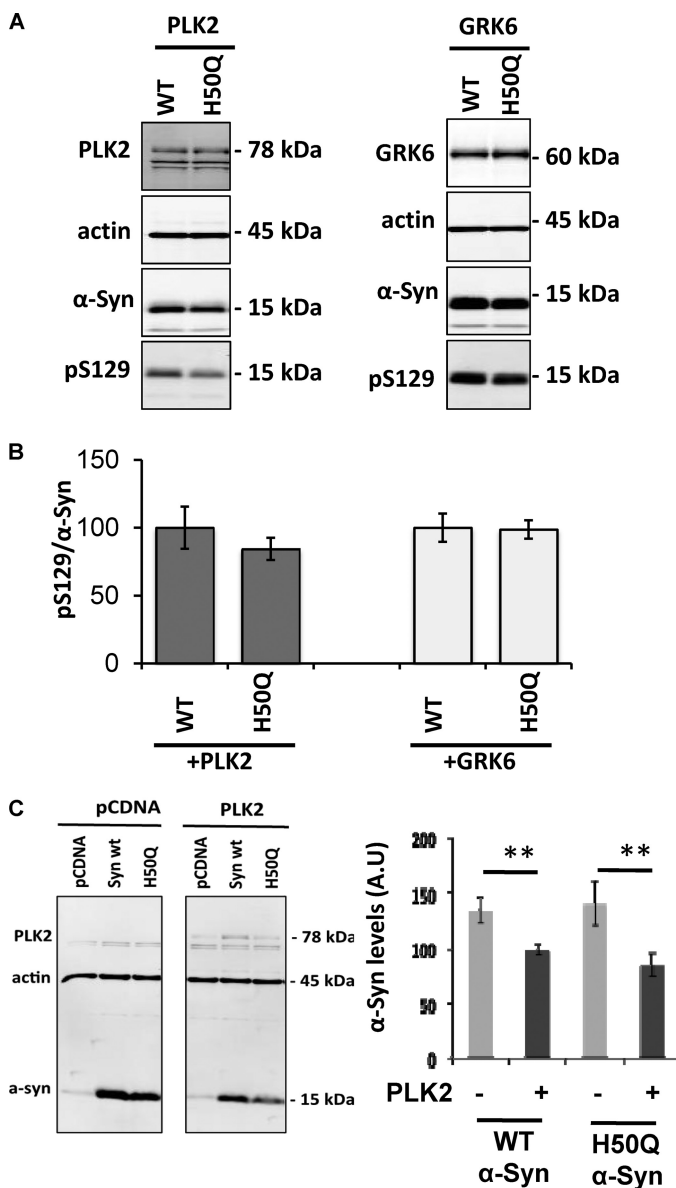 A
PLK2
WT
H50Q
PLK2
- 78 kDa
actin
- 45 kDa
α-Syn
- 15 kDa
pS129
- 15 kDa
GRK6
WT
H50Q
GRK6
- 60 kDa
actin
- 45 kDa
α-Syn
- 15 kDa
pS129
- 15 kDa
B
pS129/α-Syn
150
100
50
0
WT
H50Q
+PLK2
WT
H50Q
+GRK6
C
pCDNA
pCDNA
Syn wt
H50Q
PLK2
pCDNA
Syn wt
H50Q
PLK2
- 78 kDa
actin
- 45 kDa
a-syn
- 15 kDa
α-Syn levels (A.U)
200
150
100
50
0
**
**
PLK2 - + - +
WT
α-Syn
H50Q
α-Syn